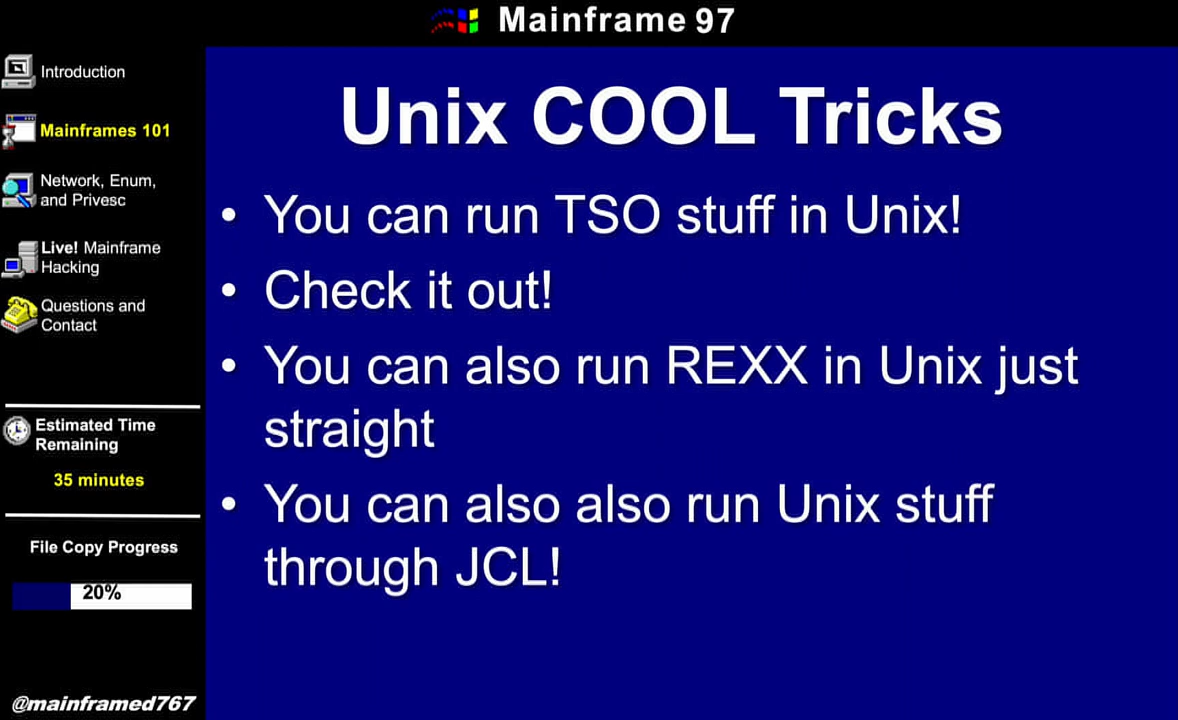 Mainframe 97
Introduction
Mainframes 101
Network, Enum,
and Privesc
Live! Mainframe
Hacking
Questions and
Contact
Estimated Time
Remaining
35 minutes
File Copy Progress
20%
@mainframed767
Unix COOL Tricks
• You can run TSO stuff in Unix!
• Check it out!
• You can also run REXX in Unix just
straight
• You can also also run Unix stuff
through JCL!